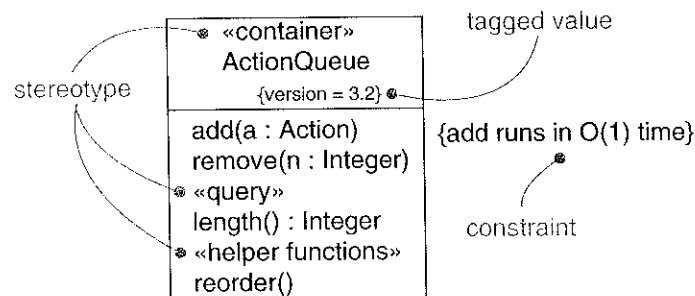 tagged value
«container»
ActionQueue
stereotype
{version = 3.2}
add(a : Action)
{add runs in O(1) time}
remove(n : Integer)
«query»
length() : Integer
constraint
«helper functions»
reorder()